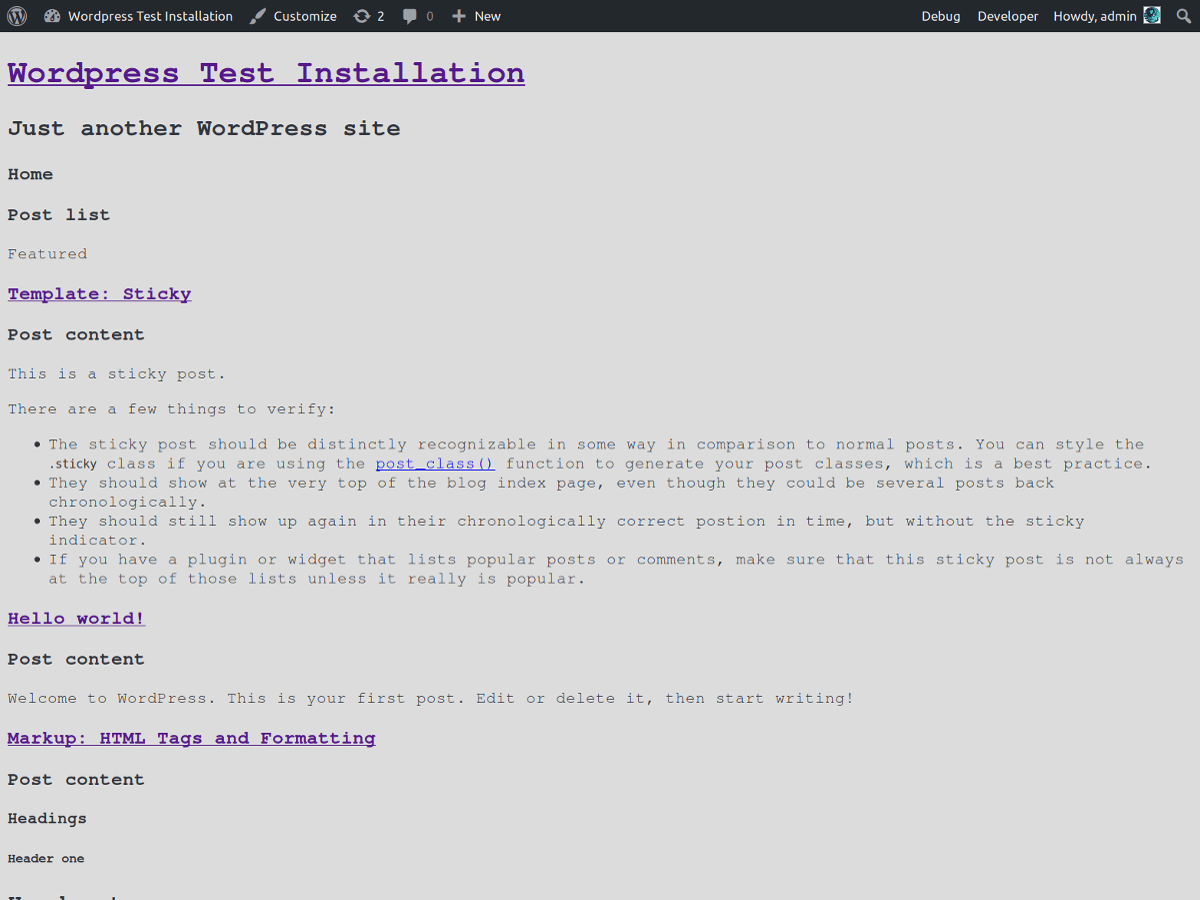 Wordpress Test Installation Customize 2 0 New Debug Developer Howdy, admin
Wordpress Test Installation
Just another WordPress site
Home
Post list
Featured
Template: Sticky
Post content
This is a sticky post.
There are a few things to verify:
The sticky post should be distinctly recognizable in some way in comparison to normal posts. You can style the
.sticky class if you are using the post_class() function to generate your post classes, which is a best practice.
They should show at the very top of the blog index page, even though they could be several posts back
chronologically.
They should still show up again in their chronologically correct postion in time, but without the sticky
indicator.
If you have a plugin or widget that lists popular posts or comments, make sure that this sticky post is not always
at the top of those lists unless it really is popular.
Hello world!
Post content
Welcome to WordPress. This is your first post. Edit or delete it, then start writing!
Markup: HTML Tags and Formatting
Post content
Headings
Header one